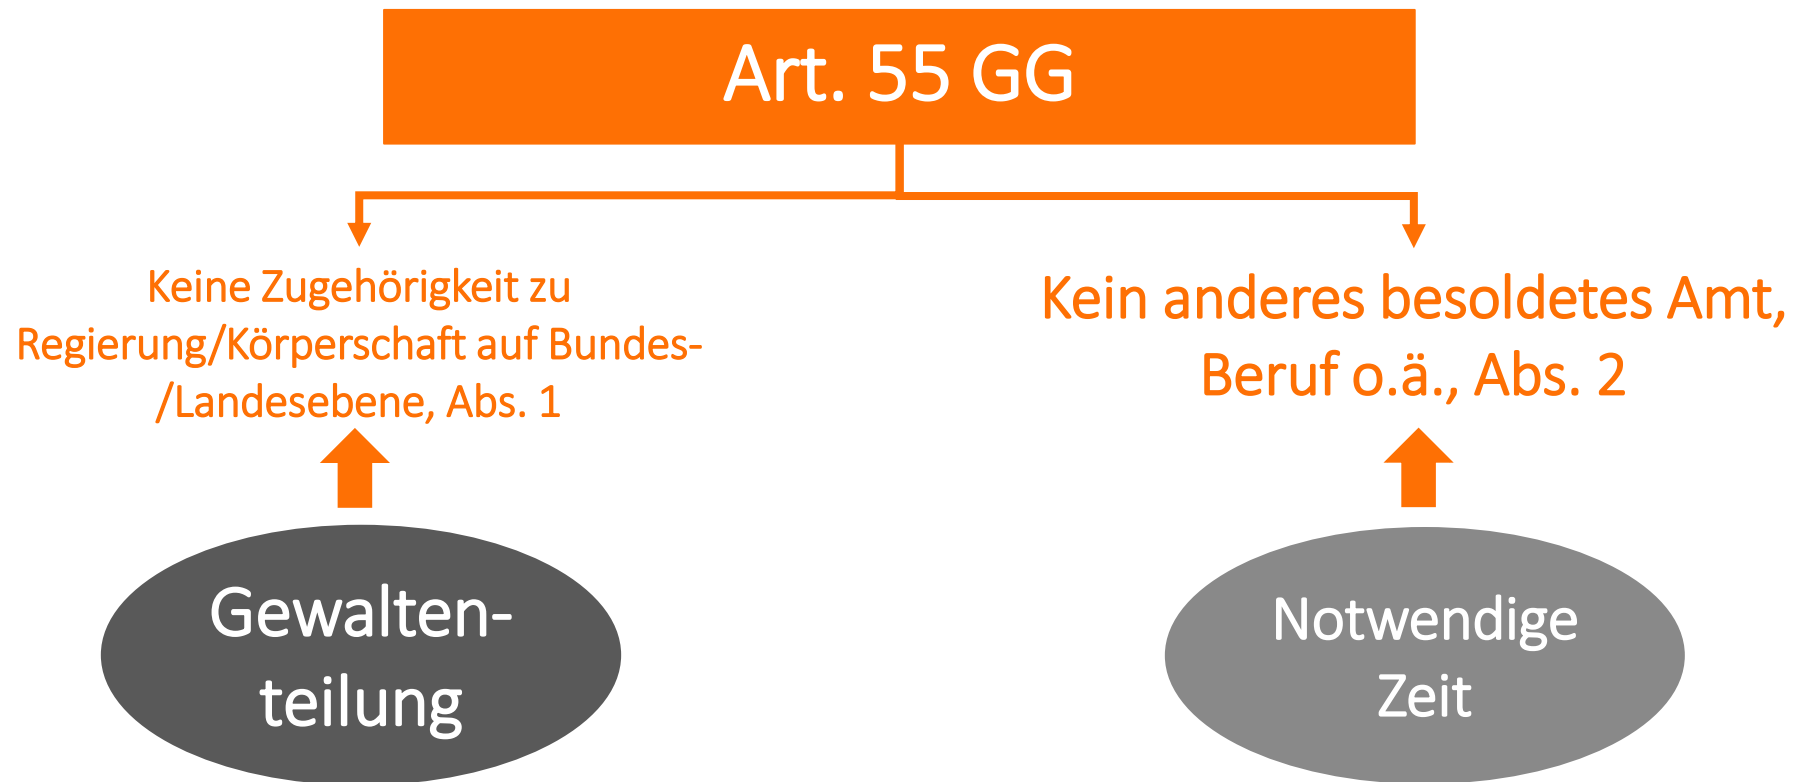 Art. 55 GG
Keine Zugehörigkeit zu
Regierung/Körperschaft auf Bundes-
/Landesebene, Abs. 1
Kein anderes besoldetes Amt,
Beruf o.ä., Abs. 2
Gewalten-
teilung
Notwendige
Zeit